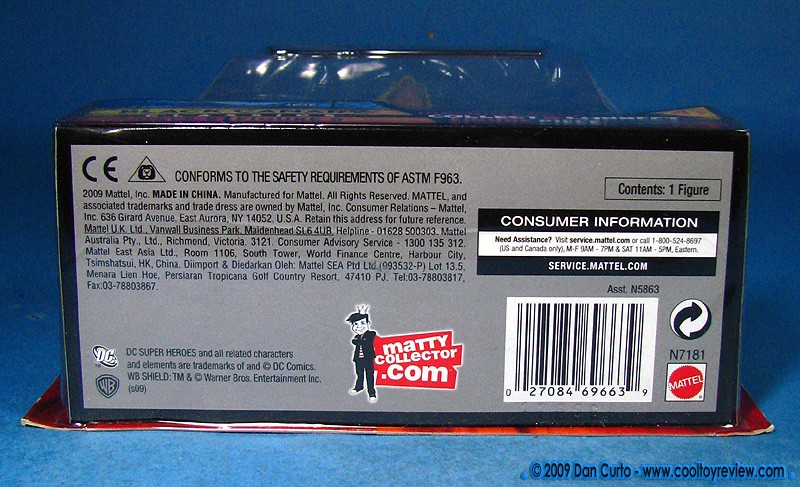 CE
CONFORMS TO THE SAFETY REQUIREMENTS OF ASTM F963.
2009 Mattel, Inc. MADE IN CHINA. Manufactured for Mattel. All Rights Reserved. MATTEL, and
associated trademarks and trade dress are owned by Mattel, Inc. Consumer Relations – Mattel,
Inc. 636 Girard Avenue, East Aurora, NY 14052, U.S.A. Retain this address for future reference.
Mattel U.K. Ltd., Vanwall Business Park, Maidenhead SL6 4UB. Helpline - 01628 500303. Mattel
Australia Pty., Ltd., Richmond, Victoria. 3121. Consumer Advisory Service - 1300 135 312.
Mattel East Asia Ltd., Room 1106, South Tower, World Finance Centre, Harbour City,
Tsimshatsui, HK, China. Diimport & Diedarkan Oleh: Mattel SEA Ptd Ltd.(993532-P) Lot 13.5,
Menara Lien Hoe, Persiaran Tropicana Golf Country Resort, 47410 PJ. Tel:03-78803817,
Fax:03-78803867.
Contents: 1 Figure
CONSUMER INFORMATION
Need Assistance? Visit service.mattel.com or call 1-800-524-8697
(US and Canada only), M-F 9AM - 7PM & SAT 11AM - 5PM, Eastern.
SERVICE.MATTEL.COM
Asst. N5863
DC
DC SUPER HEROES and all related characters
and elements are trademarks of and © DC Comics.
WB
WB SHIELD: TM & © Warner Bros. Entertainment Inc.
(s09)
matty
COLLECTOR
.com
0 27084 69663 9
N7181
MATTEL
© 2009 Dan Curto - www.cooltoyreview.com